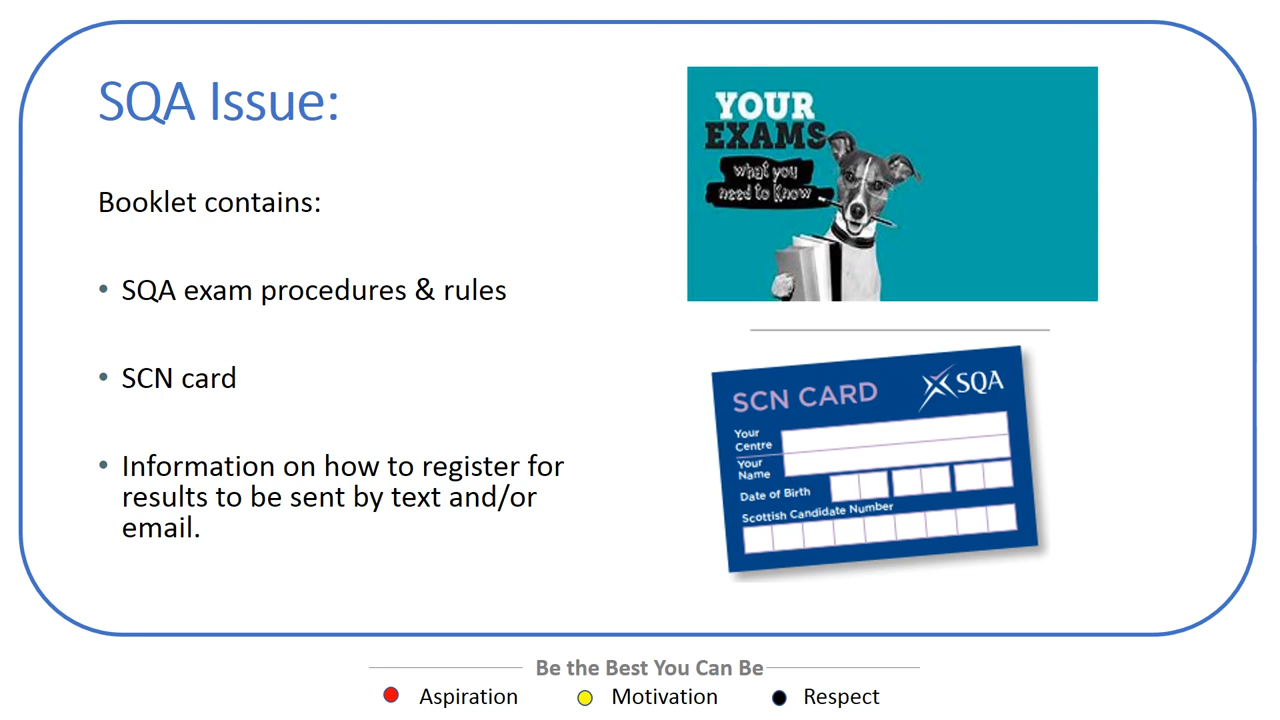 SQA Issue:
Booklet contains:
• SQA exam procedures & rules
• SCN card
• Information on how to register for
results to be sent by text and/or
email.
YOUR
EXAMS
what you
need to know
SCN CARD
SQA
Your
Centre
Your
Name
Date of Birth
Scottish Candidate Number
Be the Best You Can Be
Aspiration
Motivation
Respect